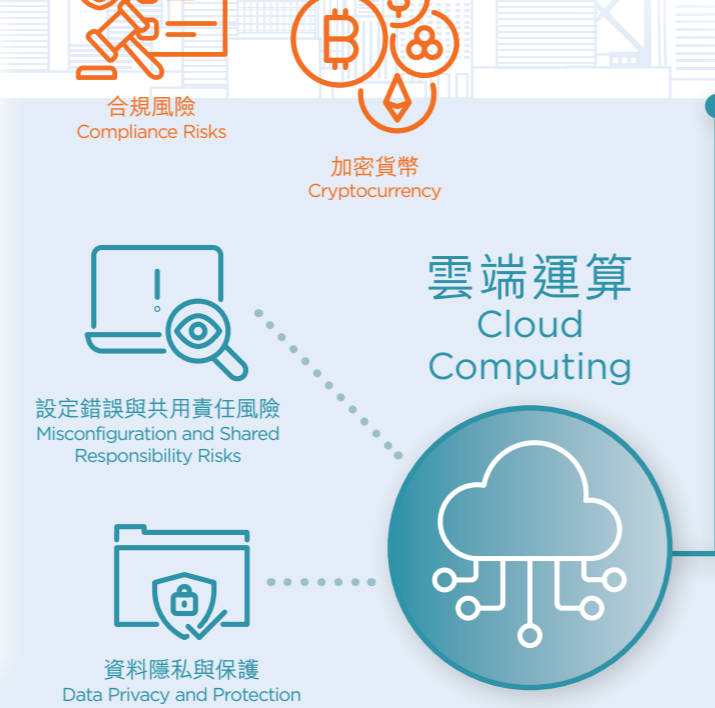 合規風險
Compliance Risks
加密貨幣
Cryptocurrency
雲端運算
Cloud
Computing
設定錯誤與共用責任風險
Misconfiguration and Shared
Responsibility Risks
資料隱私與保護
Data Privacy and Protection